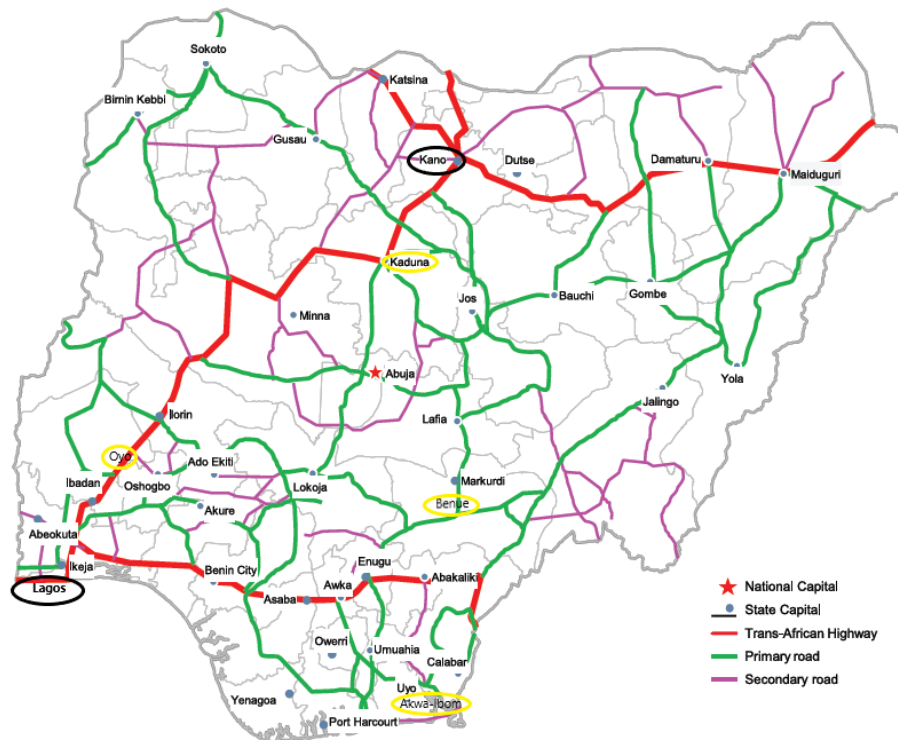 Sokoto
Katsina
Birnin Kebbi
Gusau
Kano
Dutse
Damaturu
Maiduguri
Kaduna
Jos
Bauchi
Gombe
Minna
Abuja
Yola
Jalingo
Ilorin
Lafia
Oyo
Ado Ekiti
Ibadan
Oshogbo
Lokoja
Markurdi
Akure
Benue
Abeokuta
Ikeja
Benin City
Enugu
Abakaliki
Lagos
Asaba
Awka
Owerri
Umuahia
Calabar
Uyo
Yenagoa
Akwa-Ibom
Port Harcourt
National Capital
State Capital
Trans-African Highway
Primary road
Secondary road